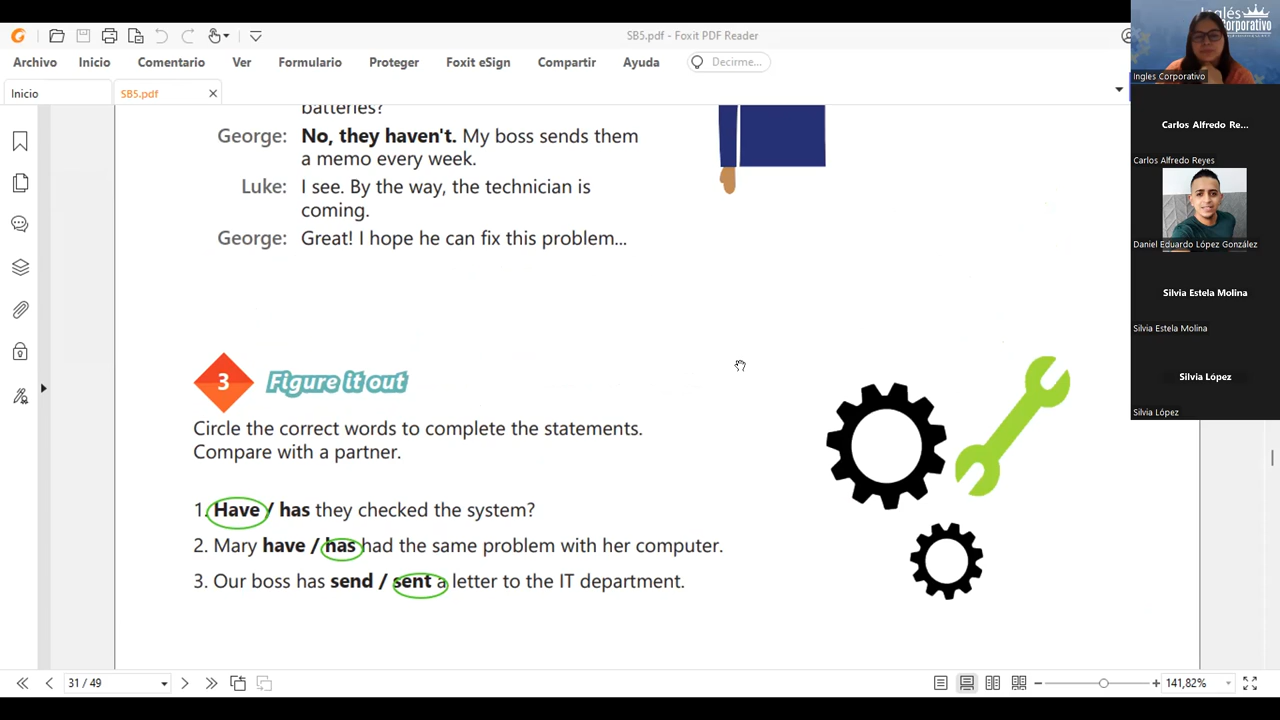 SB5.pdf - Foxit PDF Reader
Archivo Inicio Comentario Ver Formulario Proteger Foxit eSign Compartir Ayuda Decirme...
Inicio SB5.pdf
batteries?
George: No, they haven't. My boss sends them
a memo every week.
Luke: I see. By the way, the technician is
coming.
George: Great! I hope he can fix this problem...
3 Figure it out
Circle the correct words to complete the statements.
Compare with a partner.
1. Have / has they checked the system?
2. Mary have / has had the same problem with her computer.
3. Our boss has send / sent a letter to the IT department.
31 / 49
141,82%
Inglés
Corporativo
Ingles Corporativo
Carlos Alfredo Re...
Carlos Alfredo Reyes
Daniel Eduardo López González
Silvia Estela Molina
Silvia Estela Molina
Silvia López
Silvia López